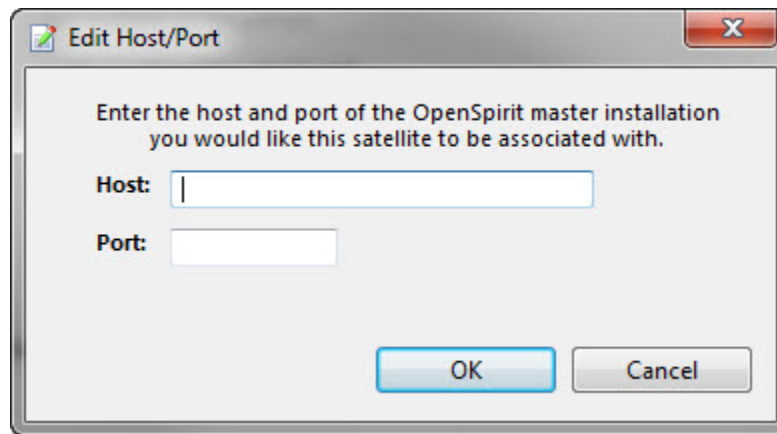 Edit Host/Port
Enter the host and port of the OpenSpirit master installation
you would like this satellite to be associated with.
Host:
Port:
OK Cancel